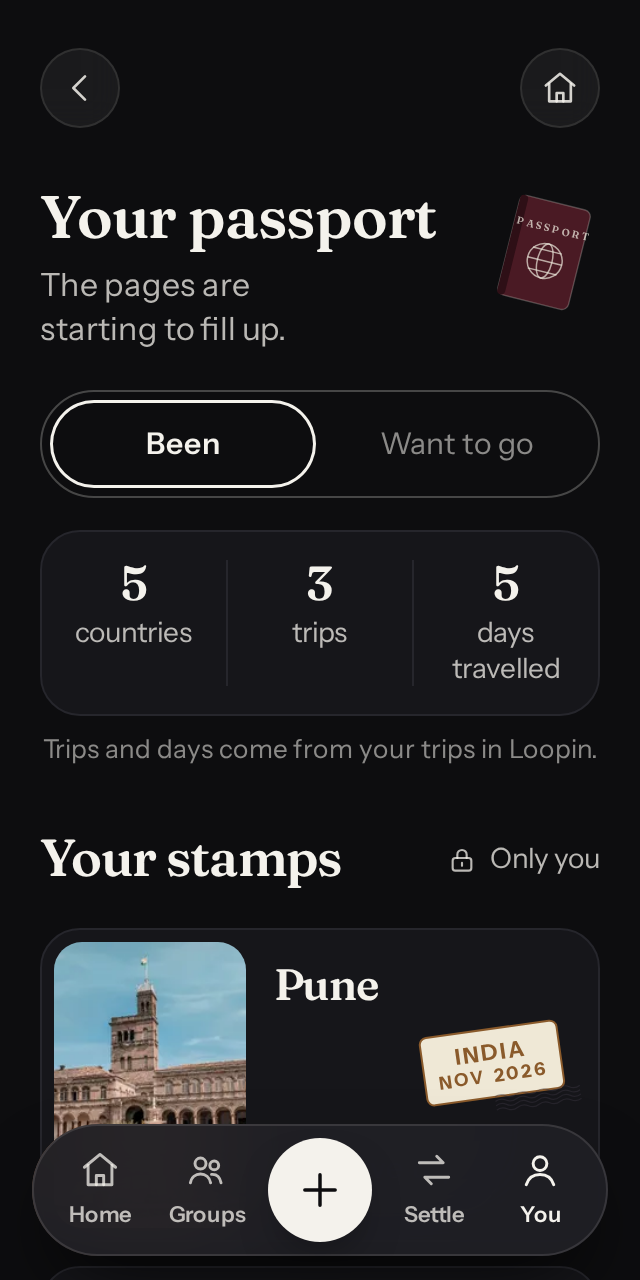 Your passport
PASSPORT
The pages are
starting to fill up.
Been
Want to go
5
countries
3
trips
5
days
travelled
Trips and days come from your trips in Loopin.
Your stamps
Only you
Pune
INDIA
NOV 2026
Home
Groups
Settle
You